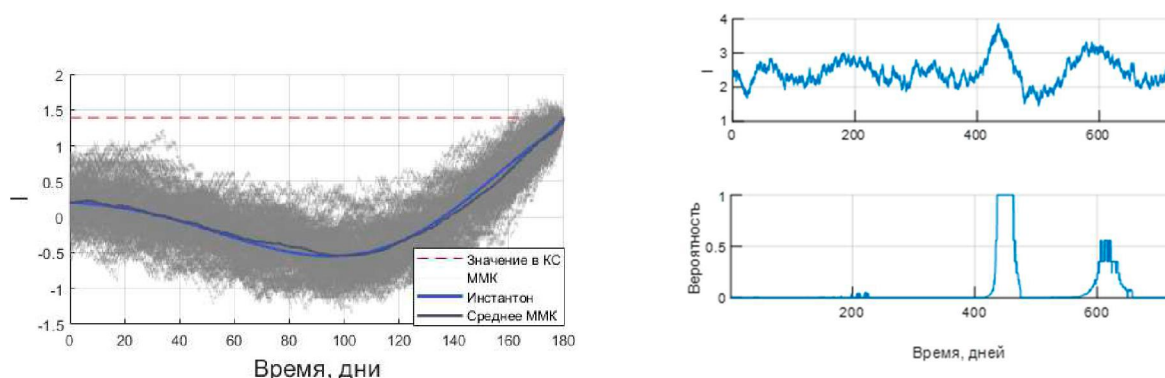 2
1.5
1
0.5
0
-0.5
-1
-1.5
I
0 20 40 60 80 100 120 140 160 180
Время, дни
Значение в КС
ММК
Инстантон
Среднее ММК
4
3
2
1
I
0 200 400 600
1
0.5
0
Вероятность
200 400 600
Время, дней